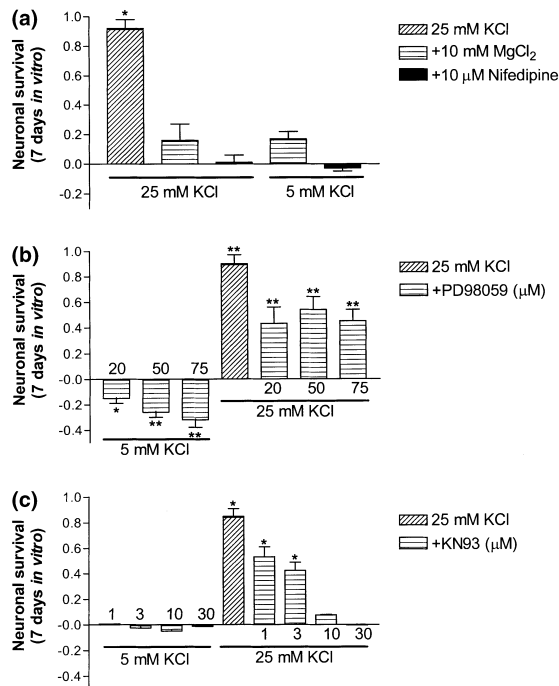 (a)
Neuronal survival
(7 days in vitro)
1.0
0.8
0.6
0.4
0.2
0.0
-0.2
*
25 mM KCl
5 mM KCl
25 mM KCl
+10 mM MgCl2
+10 µM Nifedipine
(b)
Neuronal survival
(7 days in vitro)
1.0
0.8
0.6
0.4
0.2
-0.0
-0.2
-0.4
20 50 75
* ** **
5 mM KCl
** ** ** **
20 50 75
25 mM KCl
25 mM KCl
+PD98059 (µM)
(c)
Neuronal survival
(7 days in vitro)
1.0
0.8
0.6
0.4
0.2
-0.0
-0.2
-0.4
1 3 10 30
5 mM KCl
* * *
1 3 10 30
25 mM KCl
25 mM KCl
+KN93 (µM)